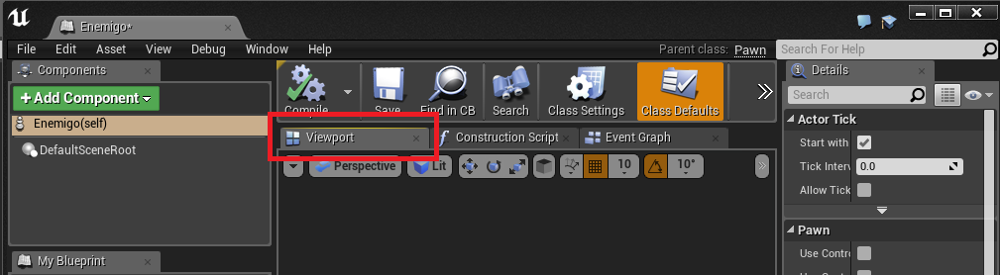 Enemigo*
File Edit Asset View Debug Window Help
Parent class: Pawn
Search For Help
Components
+Add Component
Enemigo(self)
DefaultSceneRoot
My Blueprint
Compile Save Find in CB Search Class Settings Class Defaults
Viewport Construction Script Event Graph
Perspective Lit 10 10°
Details
Search
Actor Tick
Start with
Tick Interv 0.0
Allow Tick
Pawn
Use Contro